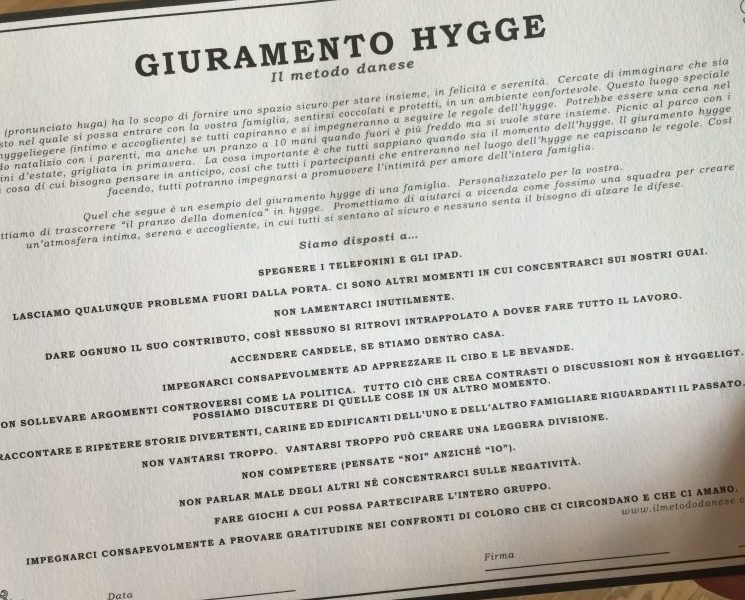 GIURAMENTO HYGGE
Il metodo danese
(pronunciato huga) ha lo scopo di fornire uno spazio sicuro per stare insieme, in felicità e serenità. Cercate di immaginare che sia
sto nel quale si possa entrare con la vostra famiglia, sentirsi coccolati e protetti, in un ambiente confortevole. Questo luogo speciale
hyggeliegere (intimo e accogliente) se tutti capiranno e si impegneranno a seguire le regole dell'hygge. Potrebbe essere una cena nel
do natalizio con i parenti, ma anche un pranzo a 10 mani quando fuori è più freddo ma si vuole stare insieme. Picnic al parco con i
ini d'estate, grigliata in primavera. La cosa importante è che tutti sappiano quando sia il momento dell'hygge. Il giuramento hygge
cosa di cui bisogna pensare in anticipo, così che tutti i partecipanti che entreranno nel luogo dell'hygge ne capiscano le regole. Così
facendo, tutti potranno impegnarsi a promuovere l'intimità per amore dell'intera famiglia.
Quel che segue è un esempio del giuramento hygge di una famiglia. Personalizzatelo per la vostra.
ttiamo di trascorrere "il pranzo della domenica" in hygge. Promettiamo di aiutarci a vicenda come fossimo una squadra per creare
un'atmosfera intima, serena e accogliente, in cui tutti si sentano al sicuro e nessuno senta il bisogno di alzare le difese.
Siamo disposti a...
SPEGNERE I TELEFONINI E GLI IPAD.
LASCIAMO QUALUNQUE PROBLEMA FUORI DALLA PORTA. CI SONO ALTRI MOMENTI IN CUI CONCENTRARCI SUI NOSTRI GUAI.
NON LAMENTARCI INUTILMENTE.
DARE OGNUNO IL SUO CONTRIBUTO, COSÌ NESSUNO SI RITROVI INTRAPPOLATO A DOVER FARE TUTTO IL LAVORO.
ACCENDERE CANDELE, SE STIAMO DENTRO CASA.
IMPEGNARCI CONSAPEVOLMENTE AD APPREZZARE IL CIBO E LE BEVANDE.
ON SOLLEVARE ARGOMENTI CONTROVERSI COME LA POLITICA. TUTTO CIÒ CHE CREA CONTRASTI O DISCUSSIONI NON È HYGGELIGT.
POSSIAMO DISCUTERE DI QUELLE COSE IN UN ALTRO MOMENTO.
RACCONTARE E RIPETERE STORIE DIVERTENTI, CARINE ED EDIFICANTI DELL'UNO E DELL'ALTRO FAMIGLIARE RIGUARDANTI IL PASSATO.
NON VANTARSI TROPPO. VANTARSI TROPPO PUÒ CREARE UNA LEGGERA DIVISIONE.
NON COMPETERE (PENSATE "NOI" ANZICHÉ "IO").
NON PARLAR MALE DEGLI ALTRI NÉ CONCENTRARCI SULLE NEGATIVITÀ.
FARE GIOCHI A CUI POSSA PARTECIPARE L'INTERO GRUPPO.
IMPEGNARCI CONSAPEVOLMENTE A PROVARE GRATITUDINE NEI CONFRONTI DI COLORO CHE CI CIRCONDANO E CHE CI AMANO.
www.ilmetododanese.c
Data
Firma